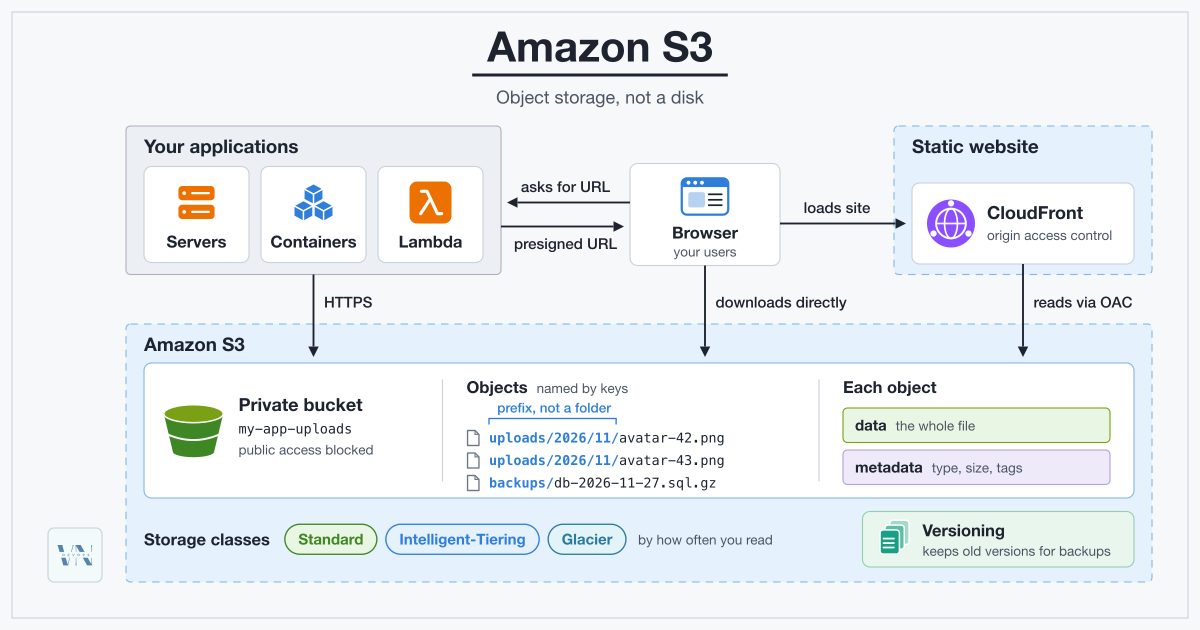 Amazon S3
Object storage, not a disk
Your applications
Servers
Containers
Lambda
asks for URL
presigned URL
Browser
your users
loads site
Static website
CloudFront
origin access control
HTTPS
downloads directly
reads via OAC
Amazon S3
Private bucket
my-app-uploads
public access blocked
Objects named by keys
prefix, not a folder
uploads/2026/11/avatar-42.png
uploads/2026/11/avatar-43.png
backups/db-2026-11-27.sql.gz
Each object
data the whole file
metadata type, size, tags
Storage classes Standard Intelligent-Tiering Glacier by how often you read
Versioning
keeps old versions for backups
VN